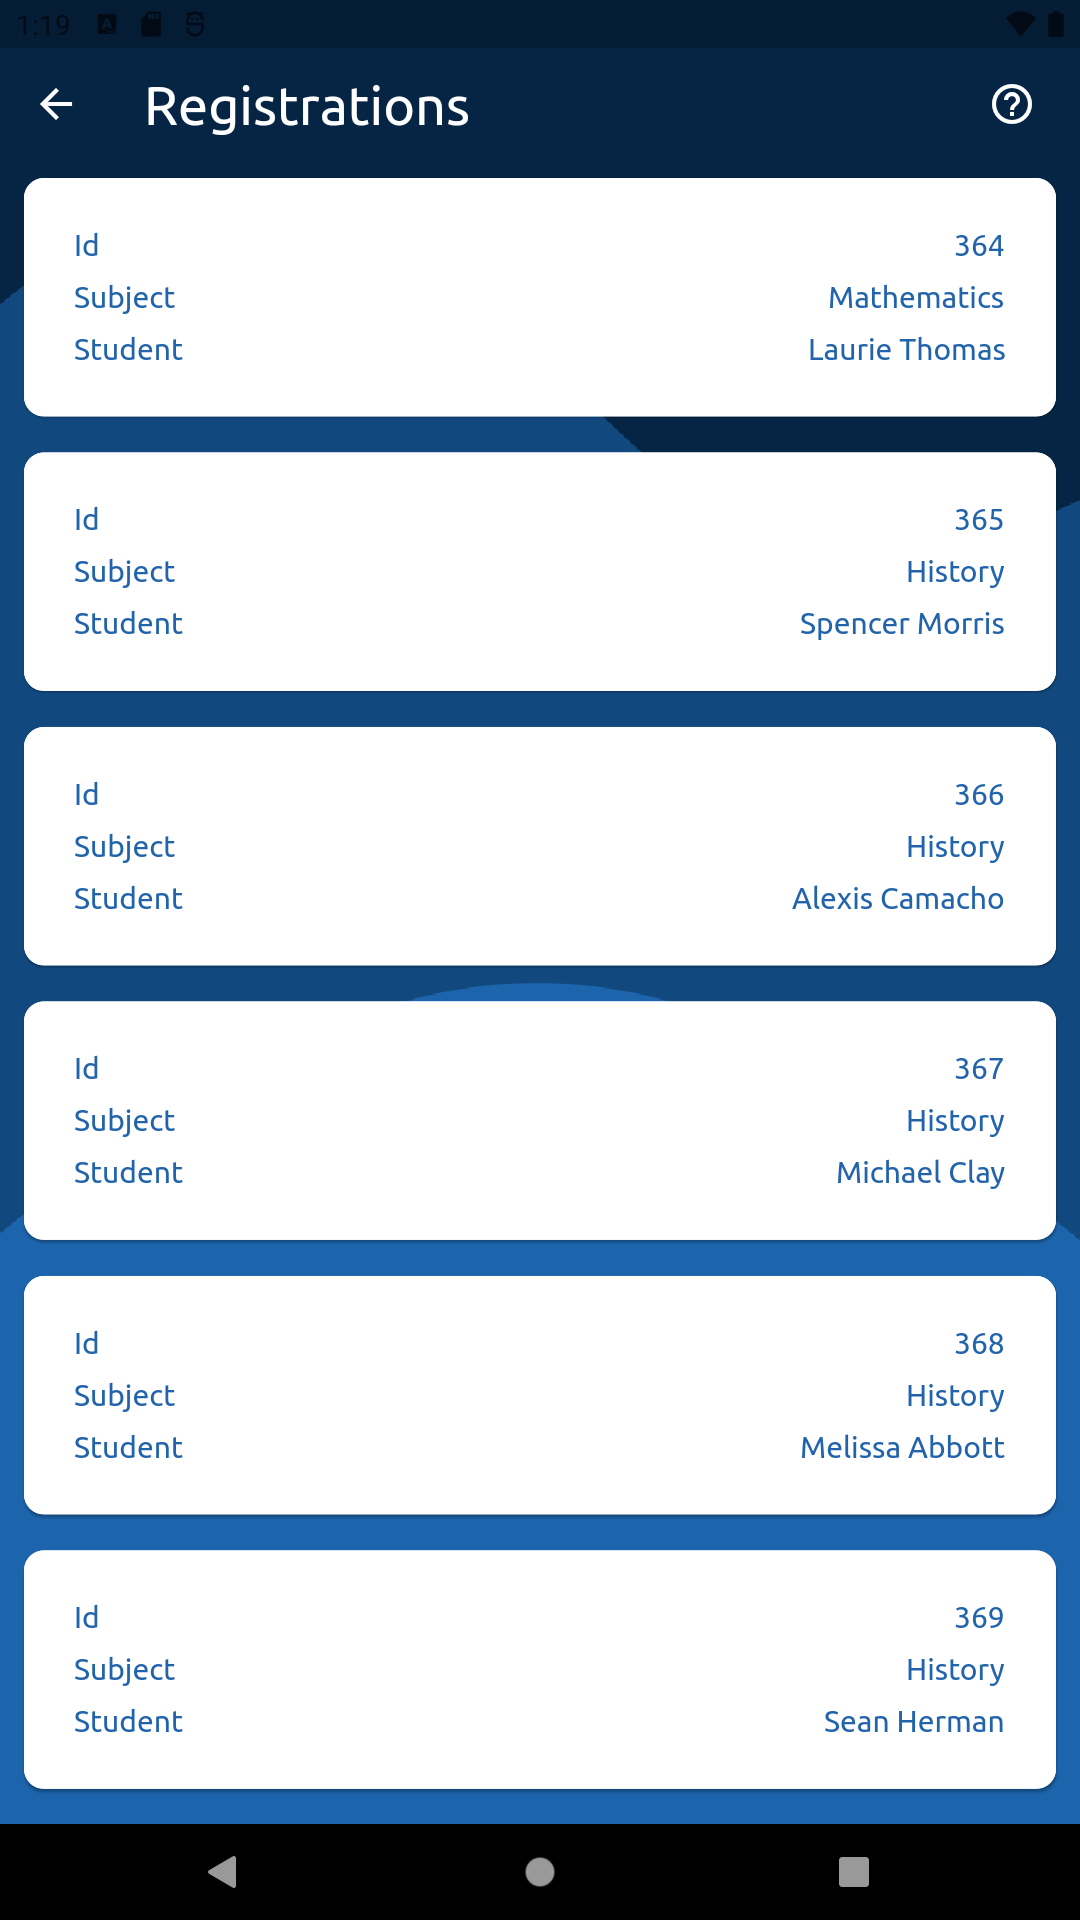 1:19
Registrations
Id 364
Subject Mathematics
Student Laurie Thomas
Id 365
Subject History
Student Spencer Morris
Id 366
Subject History
Student Alexis Camacho
Id 367
Subject History
Student Michael Clay
Id 368
Subject History
Student Melissa Abbott
Id 369
Subject History
Student Sean Herman